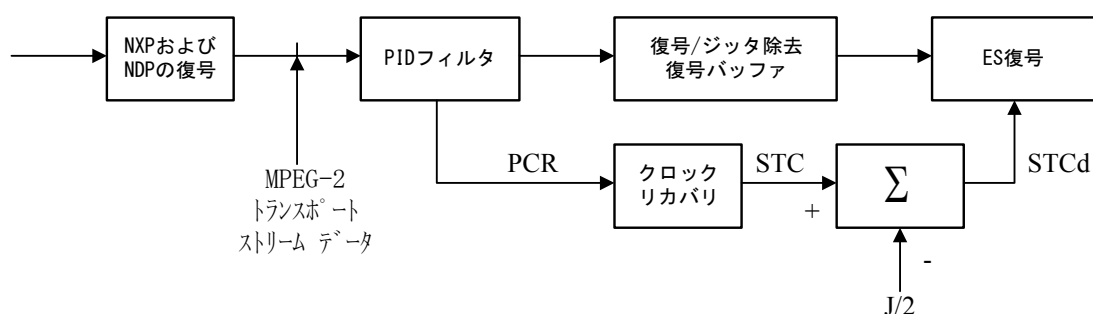 NXPおよび
NDPの復号
PIDフィルタ
復号/ジッタ除去
復号バッファ
ES復号
MPEG-2
トランスポート
ストリーム データ
PCR
クロック
リカバリ
STC
+
Σ
STCd
-
J/2